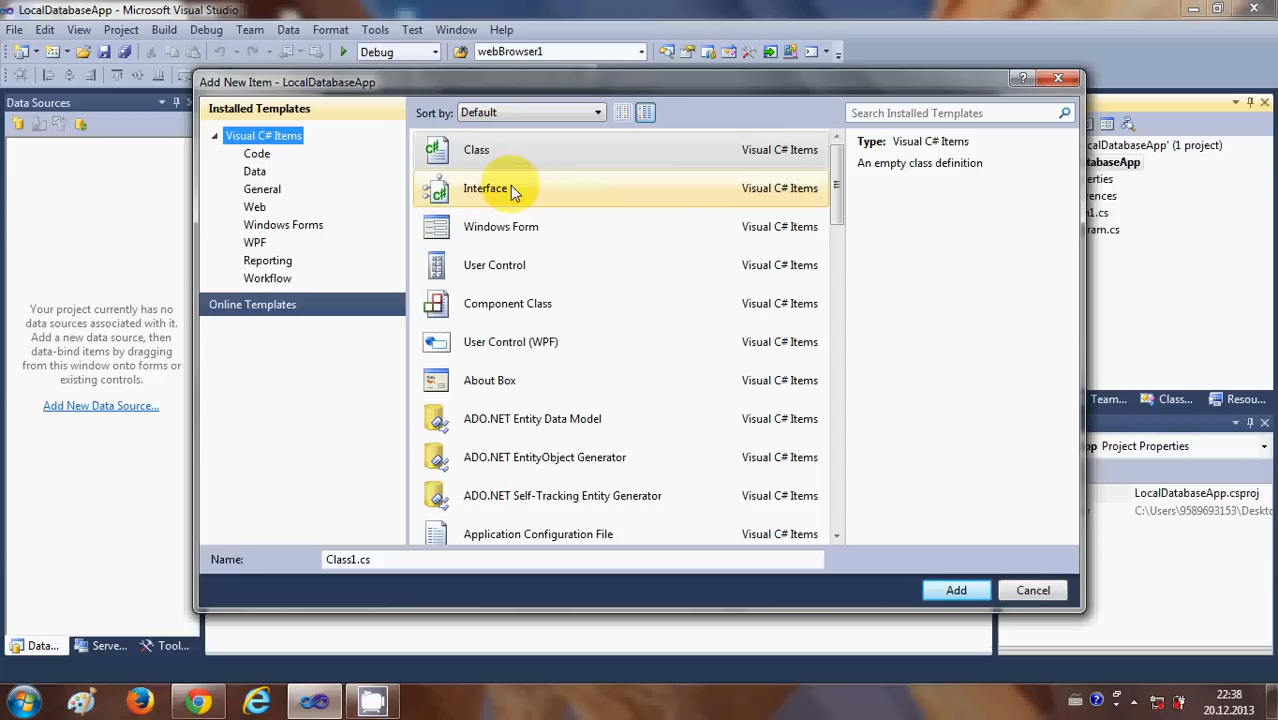 LocalDatabaseApp - Microsoft Visual Studio
File Edit View Project Build Debug Team Data Format Tools Test Window Help
Debug
webBrowser1
Add New Item - LocalDatabaseApp
Data Sources
Installed Templates
Sort by: Default
Search Installed Templates
Visual C# Items
Code
Data
General
Web
Windows Forms
WPF
Reporting
Workflow
Online Templates
Class Visual C# Items
Interface Visual C# Items
Windows Form Visual C# Items
User Control Visual C# Items
Component Class Visual C# Items
User Control (WPF) Visual C# Items
About Box Visual C# Items
ADO.NET Entity Data Model Visual C# Items
ADO.NET EntityObject Generator Visual C# Items
ADO.NET Self-Tracking Entity Generator Visual C# Items
Application Configuration File Visual C# Items
Type: Visual C# Items
An empty class definition
Name: Class1.cs
Add Cancel
Your project currently has no
data sources associated with it.
Add a new data source, then
data-bind items by dragging
from this window onto forms or
existing controls.
Add New Data Source...
Data... Serve... Tool...
ocalDatabaseApp' (1 project)
tabaseApp
erties
rences
n1.cs
ram.cs
Team... Class... Resou...
pp Project Properties
LocalDatabaseApp.csproj
r C:\Users\9589693153\Deskto
22:38
20.12.2013